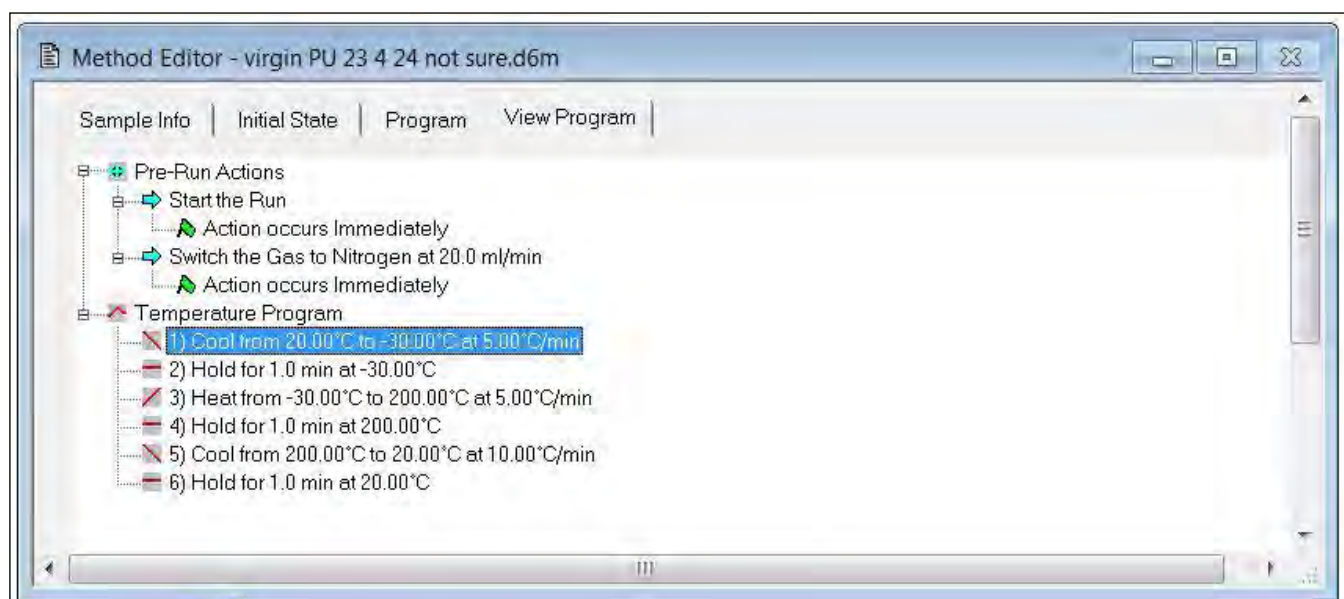 Method Editor - virgin PU 23 4 24 not sure.d6m
Sample Info | Initial State | Program View Program |
Pre-Run Actions
Start the Run
Action occurs Immediately
Switch the Gas to Nitrogen at 20.0 ml/min
Action occurs Immediately
Temperature Program
1) Cool from 20.00°C to -30.00°C at 5.00°C/min
2) Hold for 1.0 min at -30.00°C
3) Heat from -30.00°C to 200.00°C at 5.00°C/min
4) Hold for 1.0 min at 200.00°C
5) Cool from 200.00°C to 20.00°C at 10.00°C/min
6) Hold for 1.0 min at 20.00°C